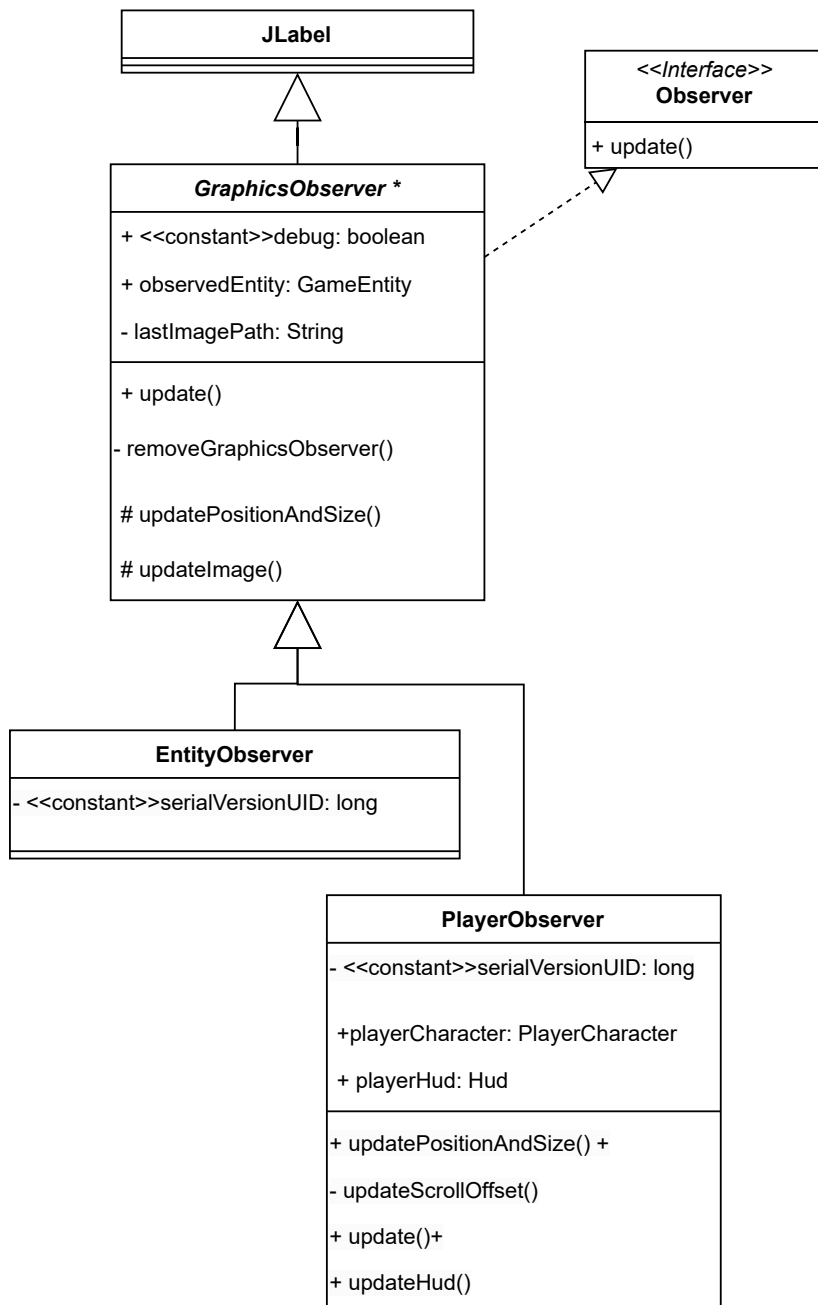 JLabel
<<Interface>>
Observer
+ update()
GraphicsObserver *
+ <<constant>>debug: boolean
+ observedEntity: GameEntity
- lastImagePath: String
+ update()
- removeGraphicsObserver()
# updatePositionAndSize()
# updateImage()
EntityObserver
- <<constant>>serialVersionUID: long
PlayerObserver
- <<constant>>serialVersionUID: long
+playerCharacter: PlayerCharacter
+ playerHud: Hud
+ updatePositionAndSize() +
- updateScrollOffset()
+ update()+
+ updateHud()